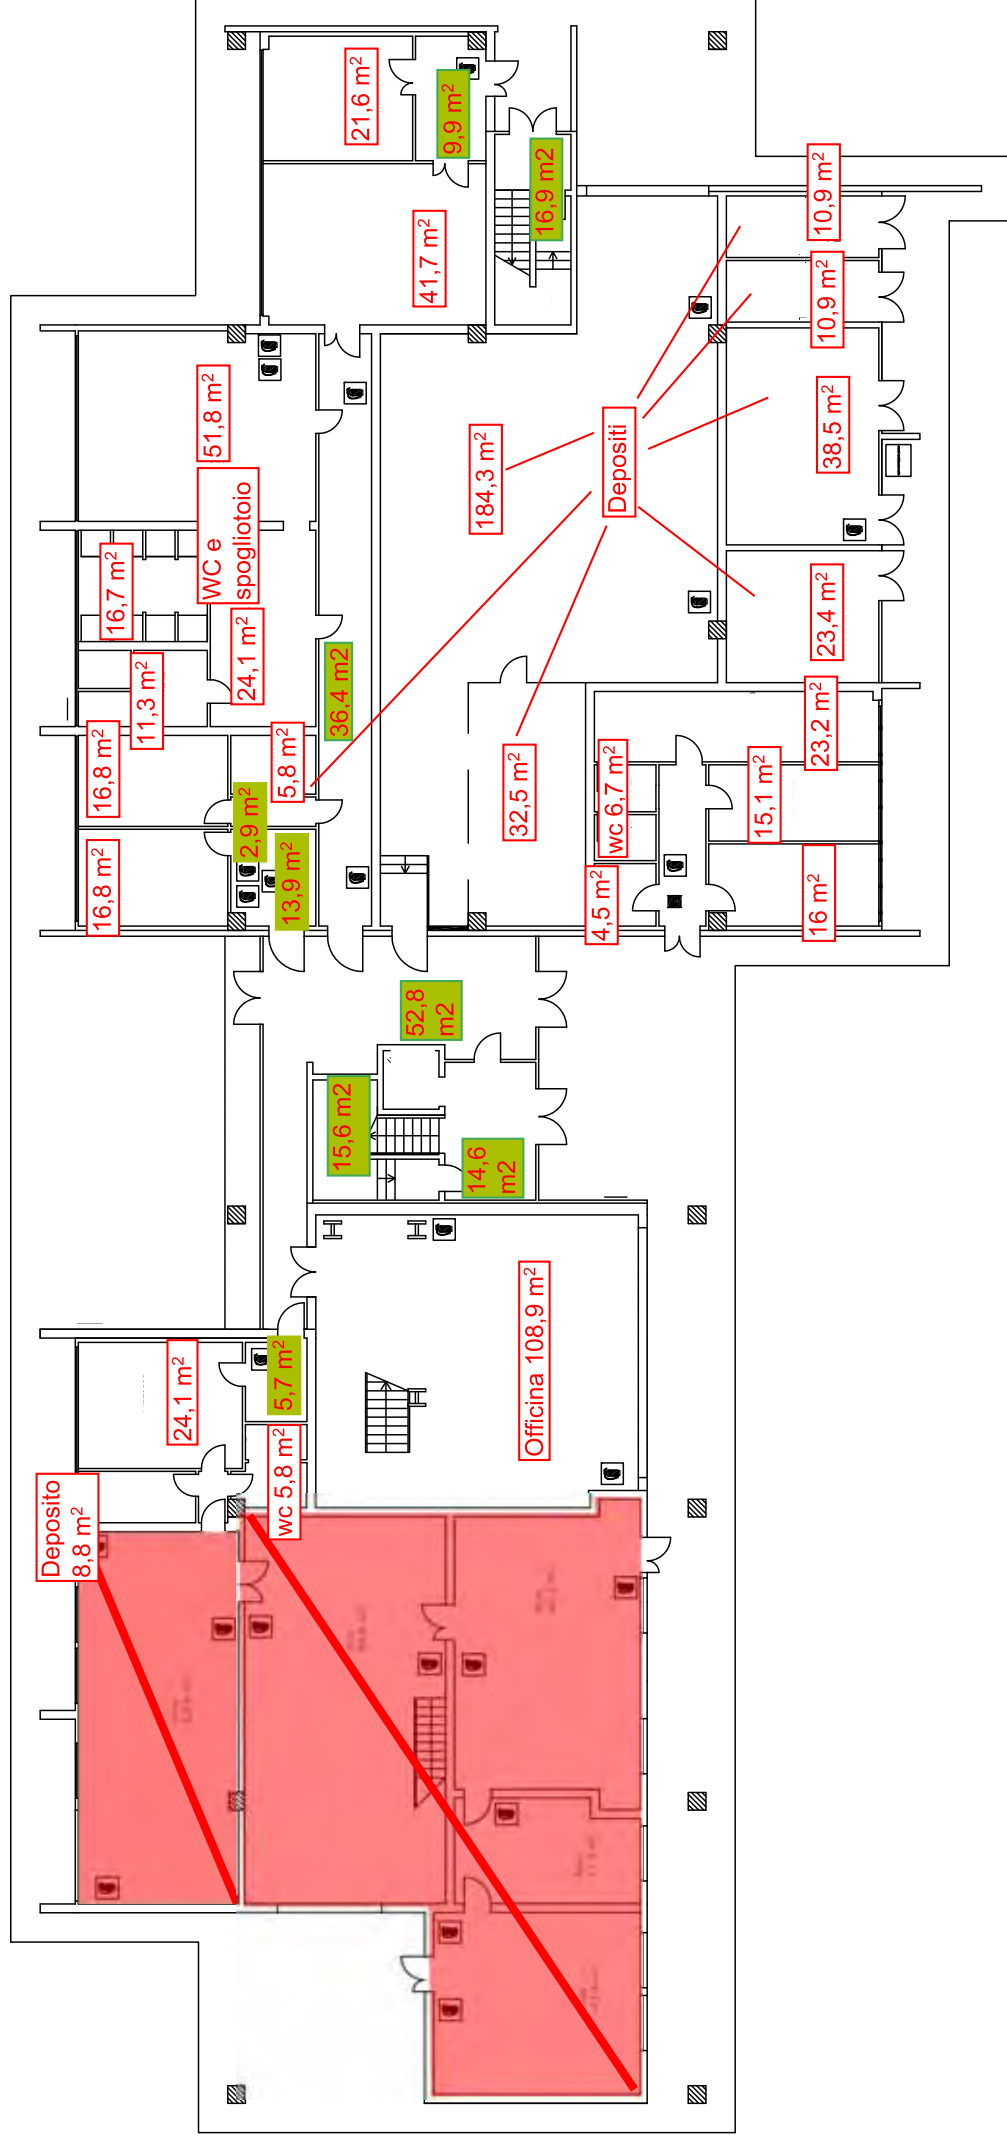 21,6 m²
9,9 m²
16,9 m2
10,9 m²
41,7 m²
10,9 m²
51,8 m²
38,5 m²
184,3 m²
Depositi
WC e
spogliotoio
16,7 m²
23,4 m²
24,1 m²
11,3 m²
36,4 m2
23,2 m²
16,8 m²
5,8 m²
32,5 m²
wc 6,7 m²
15,1 m²
2,9 m²
16,8 m²
13,9 m²
4,5 m²
16 m²
52,8
m2
15,6 m2
14,6
m2
Officina 108,9 m²
24,1 m²
5,7 m²
wc 5,8 m²
Deposito
8,8 m²